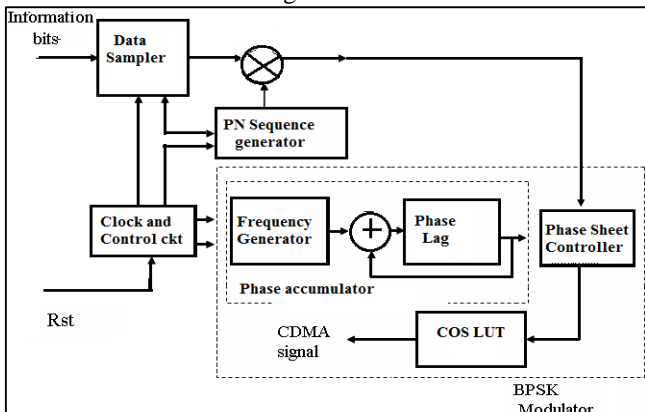 Information
bits
Data
Sampler
PN Sequence
generator
Clock and
Control ckt
Frequency
Generator
Phase
Lag
Phase Sheet
Controller
Phase accumulator
Rst
CDMA
signal
COS LUT
BPSK
Modulator